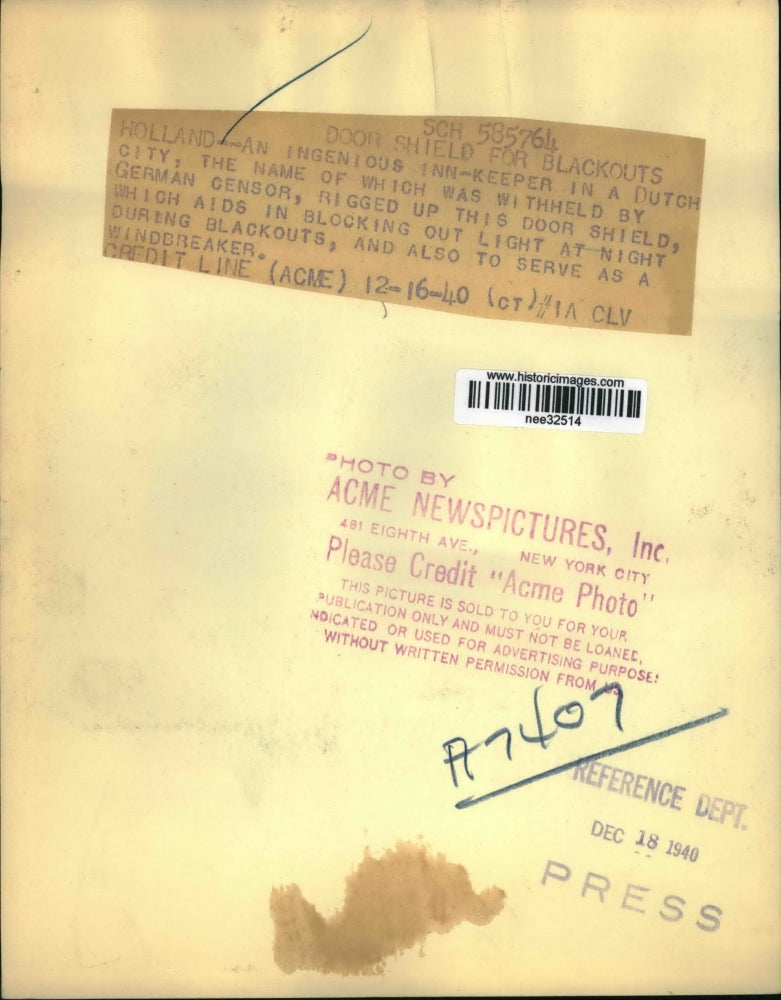 SCH 585764
DOOR SHIELD FOR BLACKOUTS
HOLLAND--AN INGENIOUS INN-KEEPER IN A DUTCH
CITY, THE NAME OF WHICH WAS WITHHELD BY
GERMAN CENSOR, RIGGED UP THIS DOOR SHIELD,
WHICH AIDS IN BLOCKING OUT LIGHT AT NIGHT
DURING BLACKOUTS, AND ALSO TO SERVE AS A
WINDBREAKER.
CREDIT LINE (ACME) 12-16-40 (CT)#1A CLV
www.historicimages.com
nee32514
PHOTO BY
ACME NEWSPICTURES, Inc.
461 EIGHTH AVE., NEW YORK CITY
Please Credit "Acme Photo"
THIS PICTURE IS SOLD TO YOU FOR YOUR
PUBLICATION ONLY AND MUST NOT BE LOANED,
NDICATED OR USED FOR ADVERTISING PURPOSE:
WITHOUT WRITTEN PERMISSION FROM US
A7407
REFERENCE DEPT.
DEC 18 1940
PRESS